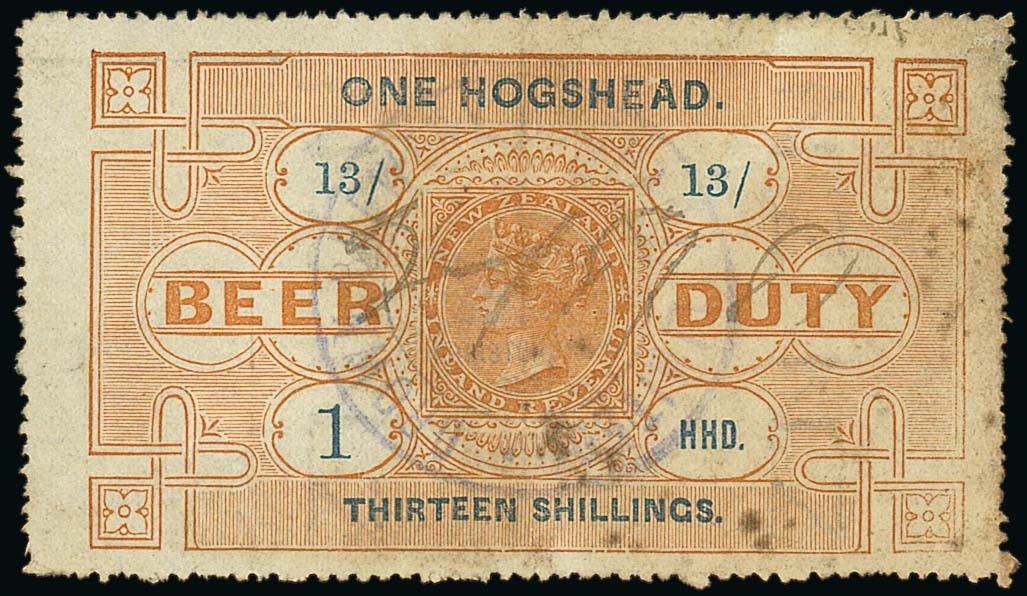 ONE HOGSHEAD.
13/ 13/
NEW ZEALAND
BEER DUTY
INLAND REVENUE
1 HHD.
THIRTEEN SHILLINGS.